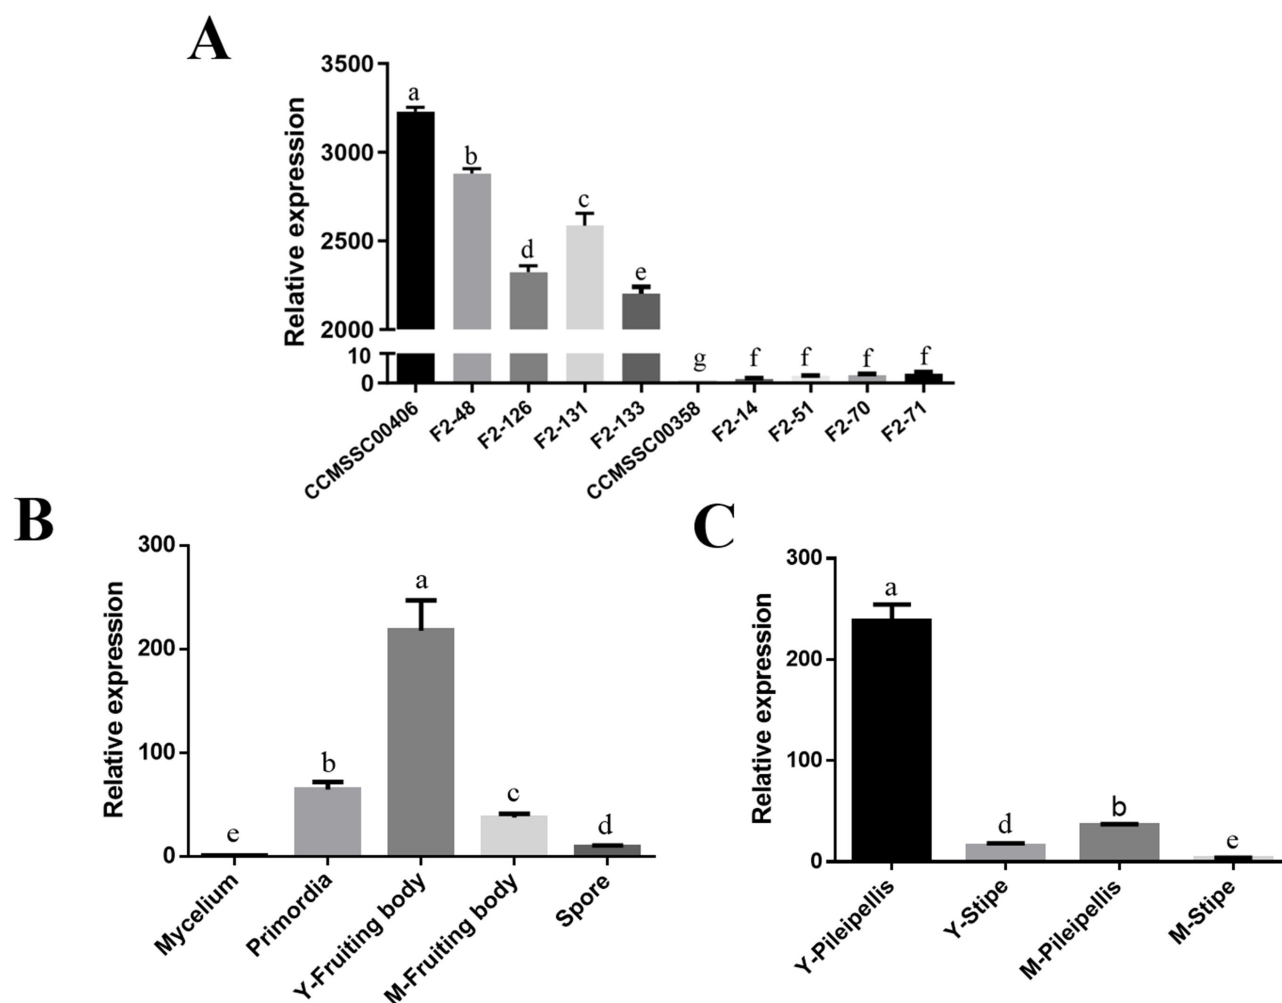 A
Relative expression
3500
3000
2500
2000
10
0
a
b
d
c
e
g
f
f
f
f
CCMSSC00406
F2-48
F2-126
F2-131
F2-133
CCMSSC00358
F2-14
F2-51
F2-70
F2-71
B
Relative expression
300
200
100
0
e
b
a
c
d
Mycelium
Primordia
Y-Fruiting body
M-Fruiting body
Spore
C
Relative expression
300
200
100
0
a
d
b
e
Y-Pileipellis
Y-Stipe
M-Pileipellis
M-Stipe